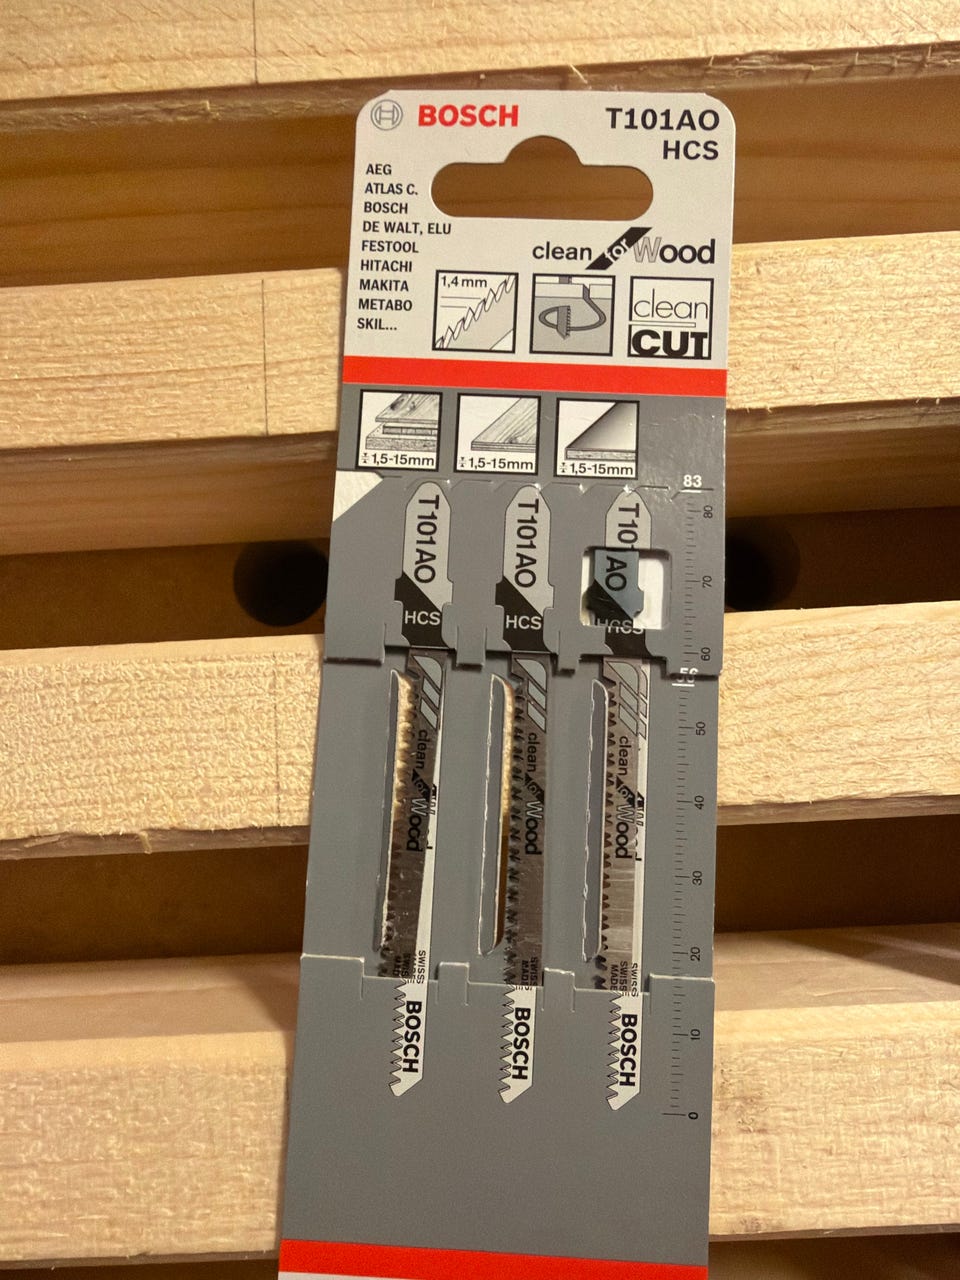 BOSCH
T101AO
HCS
AEG
ATLAS C.
BOSCH
DE WALT, ELU
FESTOOL
HITACHI
MAKITA
METABO
SKIL...
clean for Wood
1,4 mm
clean
CUT
1,5-15mm
1,5-15mm
1,5-15mm
83
80
70
60
56
50
40
30
20
10
0
T101AO
HCS
clean for Wood
SWISS
MADE
BOSCH
T101AO
HCS
clean for Wood
SWISS
MADE
BOSCH
T101AO
HCS
clean for Wood
SWISS
MADE
BOSCH